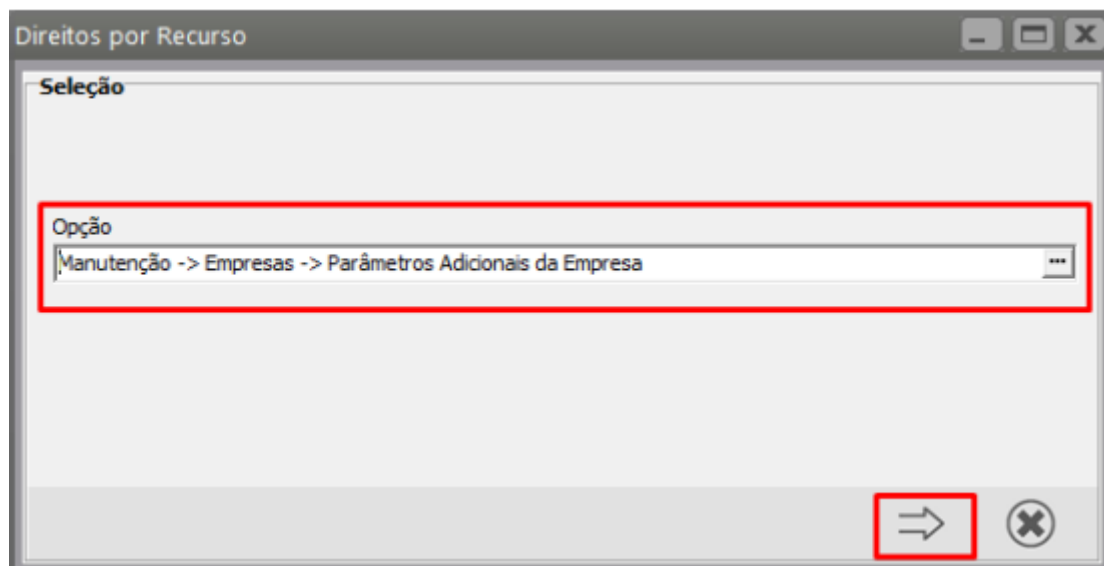 Direitos por Recurso
Seleção
Opção
Manutenção -> Empresas -> Parâmetros Adicionais da Empresa
...